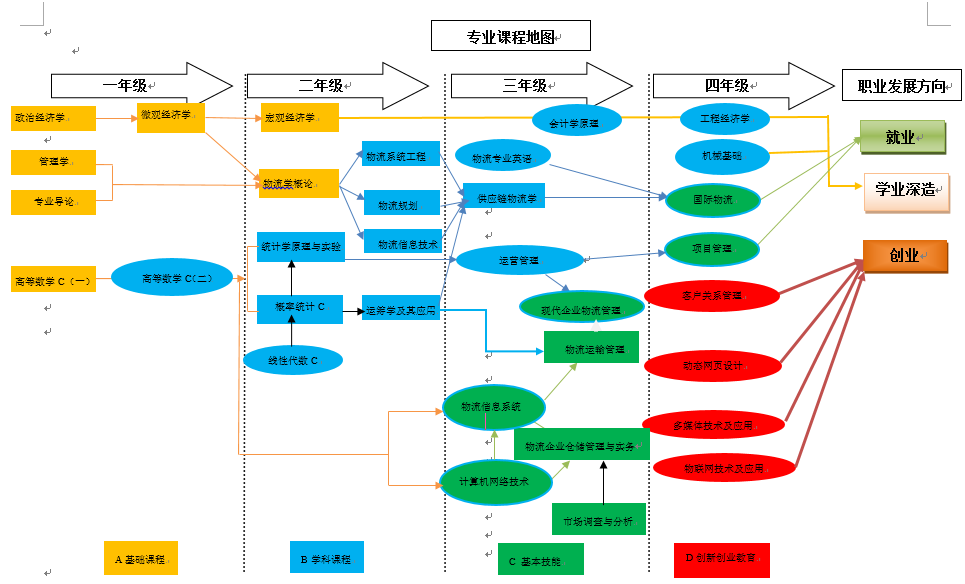 专业课程地图
一年级
二年级
三年级
四年级
职业发展方向
政治经济学
微观经济学
宏观经济学
会计学原理
工程经济学
就业
管理学
物流系统工程
物流专业英语
机械基础
专业导论
物流学概论
物流规划
供应链物流学
国际物流
学业深造
统计学原理与实验
物流信息技术
运营管理
项目管理
创业
高等数学C（一）
高等数学C（二）
概率统计C
运筹学及其应用
现代企业物流管理
客户关系管理
线性代数C
物流运输管理
动态网页设计
物流信息系统
物流企业仓储管理与实务
多媒体技术及应用
计算机网络技术
物联网技术及应用
市场调查与分析
A基础课程
B学科课程
C 基本技能
D创新创业教育